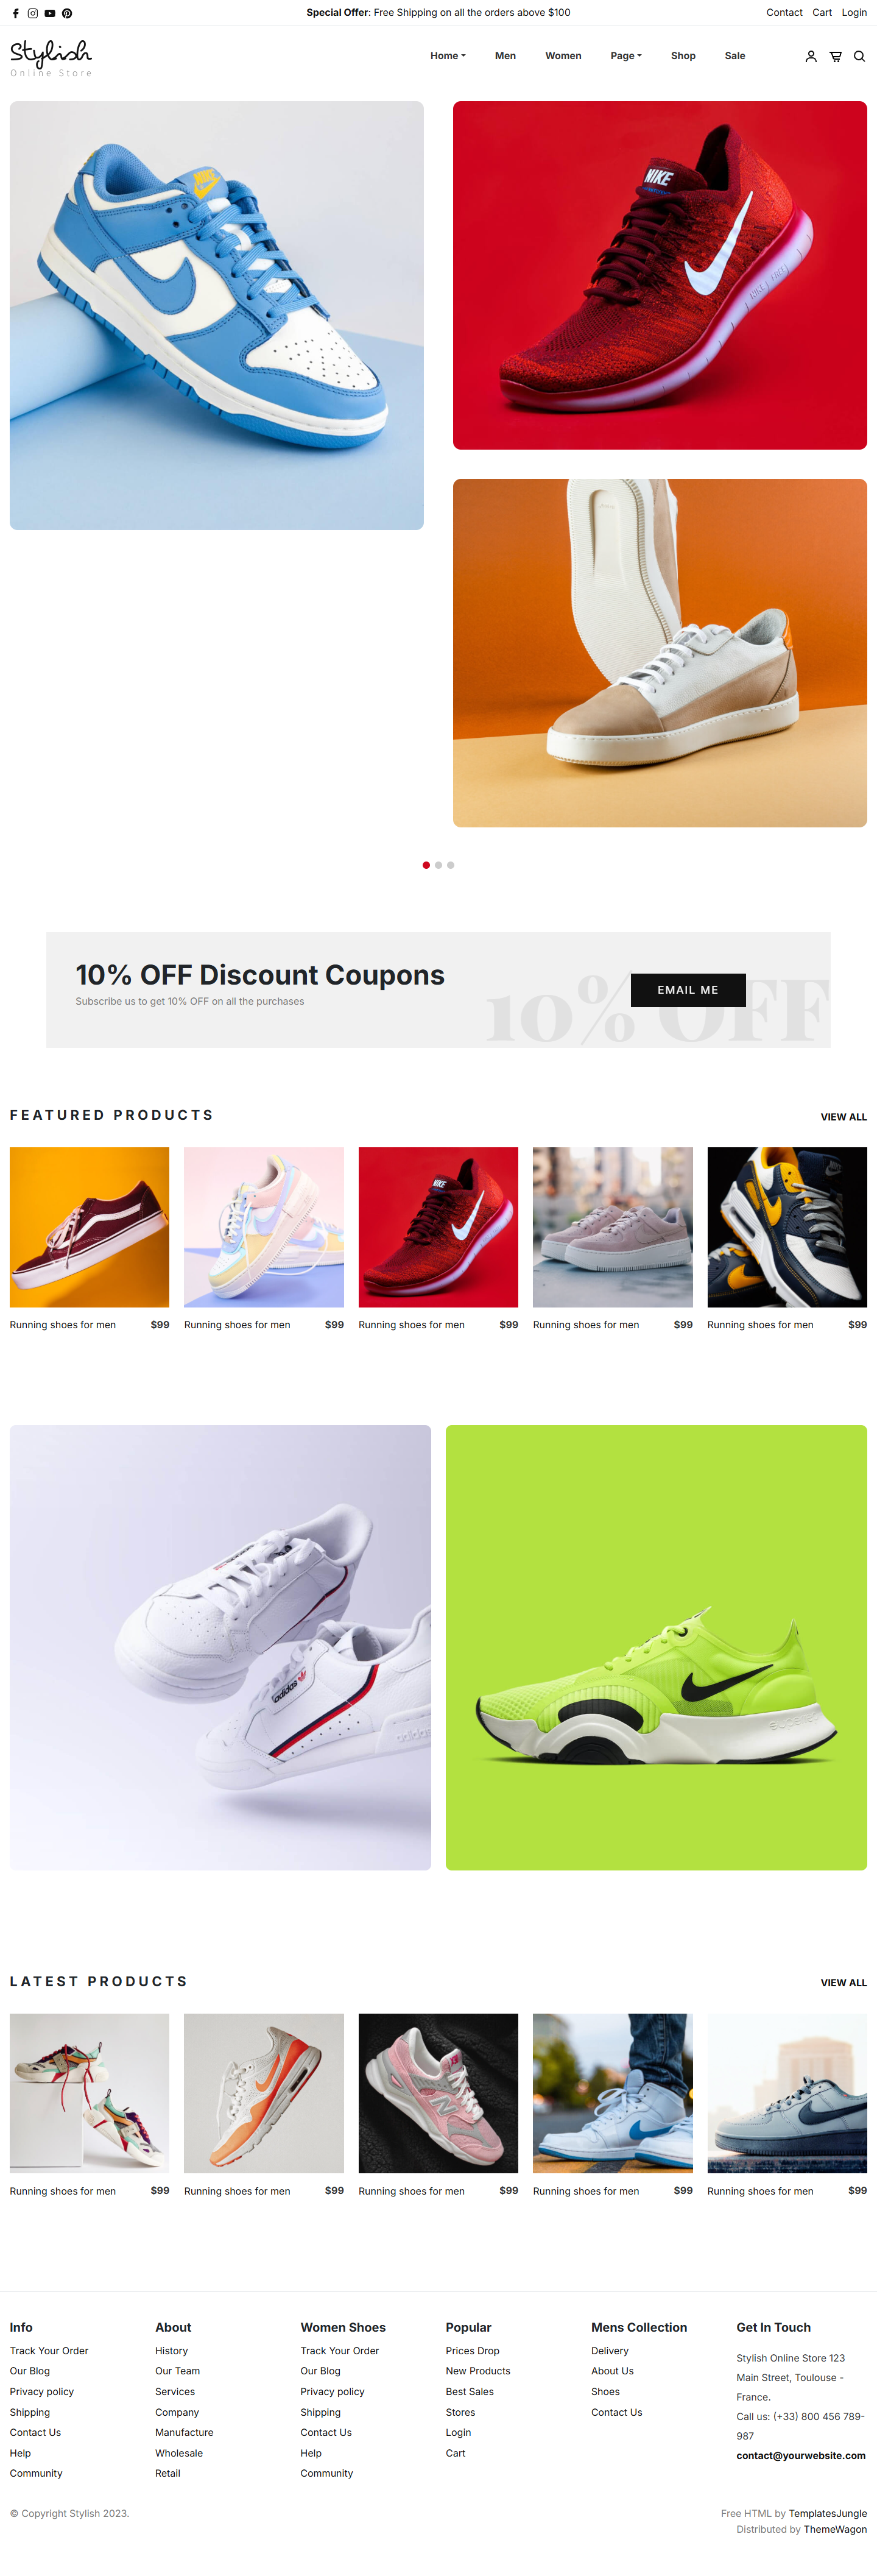 Special Offer: Free Shipping on all the orders above $100
Contact Cart Login
Stylish
Online Store
Home Men Women Page Shop Sale
NIKE
NIKE FREE
10% OFF Discount Coupons
Subscribe us to get 10% OFF on all the purchases
10% OFF
EMAIL ME
FEATURED PRODUCTS
VIEW ALL
Running shoes for men $99
Running shoes for men $99
Running shoes for men $99
Running shoes for men $99
Running shoes for men $99
adidas
LATEST PRODUCTS
VIEW ALL
Running shoes for men $99
Running shoes for men $99
Running shoes for men $99
Running shoes for men $99
Running shoes for men $99
Info
Track Your Order
Our Blog
Privacy policy
Shipping
Contact Us
Help
Community
About
History
Our Team
Services
Company
Manufacture
Wholesale
Retail
Women Shoes
Track Your Order
Our Blog
Privacy policy
Shipping
Contact Us
Help
Community
Popular
Prices Drop
New Products
Best Sales
Stores
Login
Cart
Mens Collection
Delivery
About Us
Shoes
Contact Us
Get In Touch
Stylish Online Store 123
Main Street, Toulouse -
France.
Call us: (+33) 800 456 789-
987
contact@yourwebsite.com
© Copyright Stylish 2023.
Free HTML by TemplatesJungle
Distributed by ThemeWagon